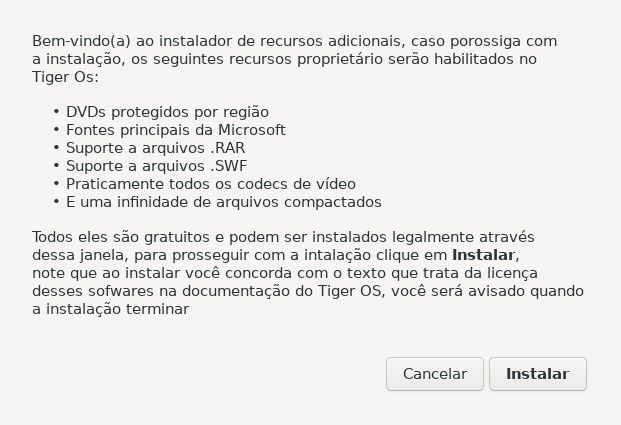 Bem-vindo(a) ao instalador de recursos adicionais, caso porossiga com
a instalação, os seguintes recursos proprietário serão habilitados no
Tiger Os:
• DVDs protegidos por região
• Fontes principais da Microsoft
• Suporte a arquivos .RAR
• Suporte a arquivos .SWF
• Praticamente todos os codecs de vídeo
• E uma infinidade de arquivos compactados
Todos eles são gratuitos e podem ser instalados legalmente através
dessa janela, para prosseguir com a intalação clique em Instalar,
note que ao instalar você concorda com o texto que trata da licença
desses sofwares na documentação do Tiger OS, você será avisado quando
a instalação terminar
Cancelar Instalar